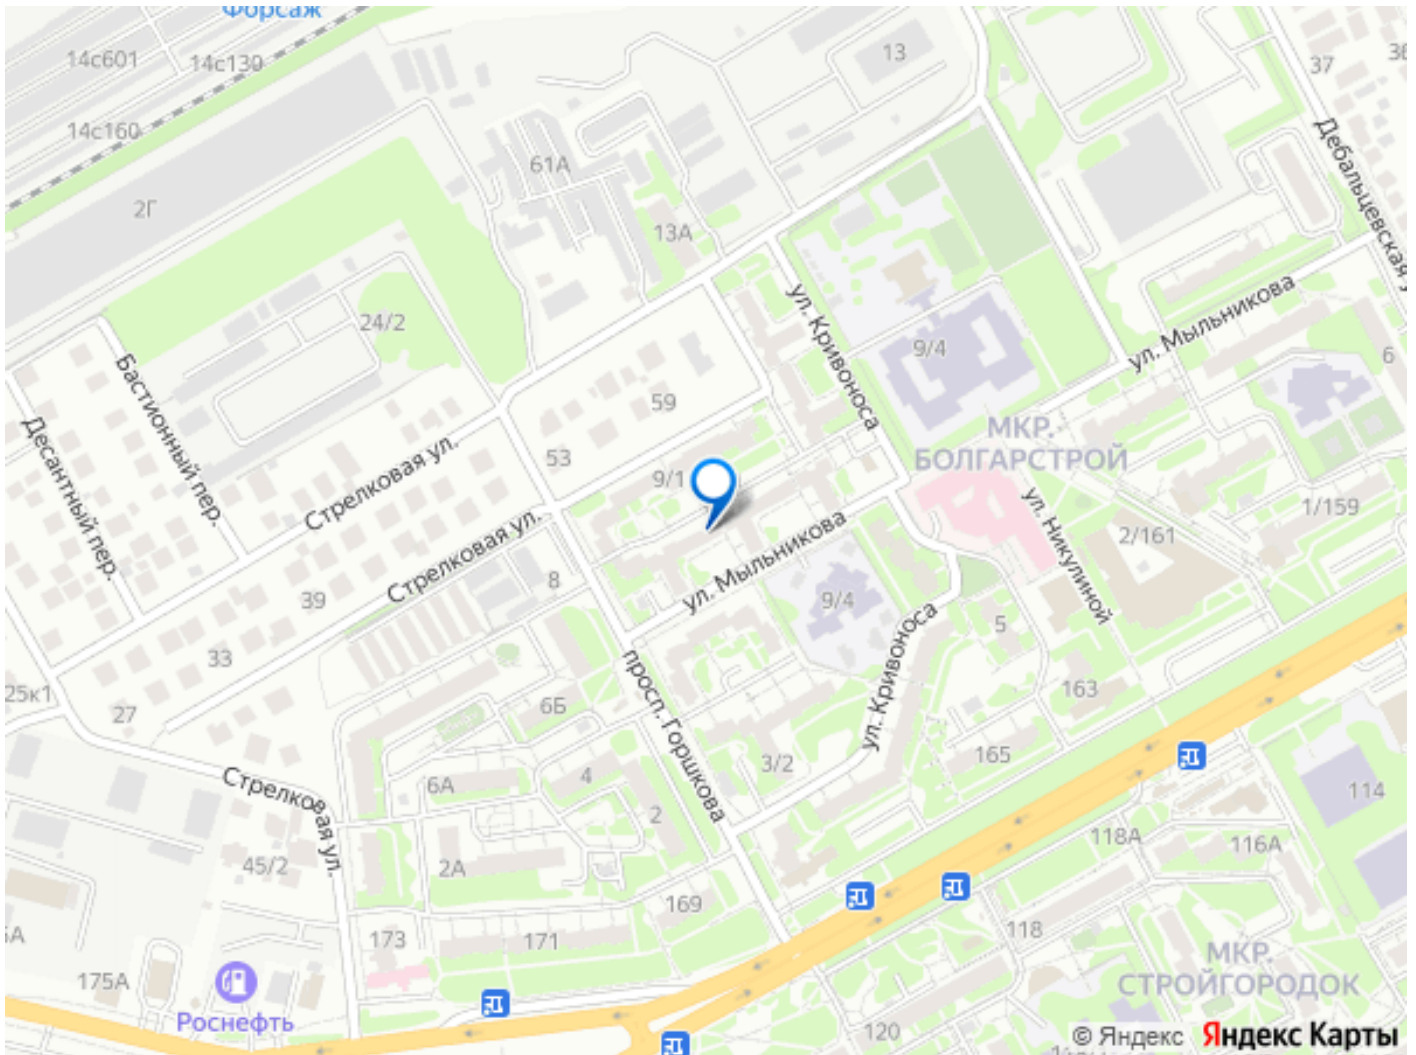 Форсаж
14с601
14с130
13
37
14с160
61А
Дебальцевская
2Г
13А
24/2
ул. Кривоноса
ул. Мыльникова
9/4
6
Бастионный пер.
59
МКР.
БОЛГАРСТРОЙ
Десантный пер.
Стрелковая ул.
53
9/1
ул. Никулиной
1/159
2/161
Стрелковая ул.
ул. Мыльникова
8
39
9/4
5
33
ул. Кривоноса
просп. Горшкова
163
25к1
27
6Б
3/2
165
6А
4
Стрелковая ул.
2
114
118А
116А
45/2
2А
169
173
171
118
МКР.
СТРОЙГОРОДОК
175А
Роснефть
120
© Яндекс Яндекс Карты